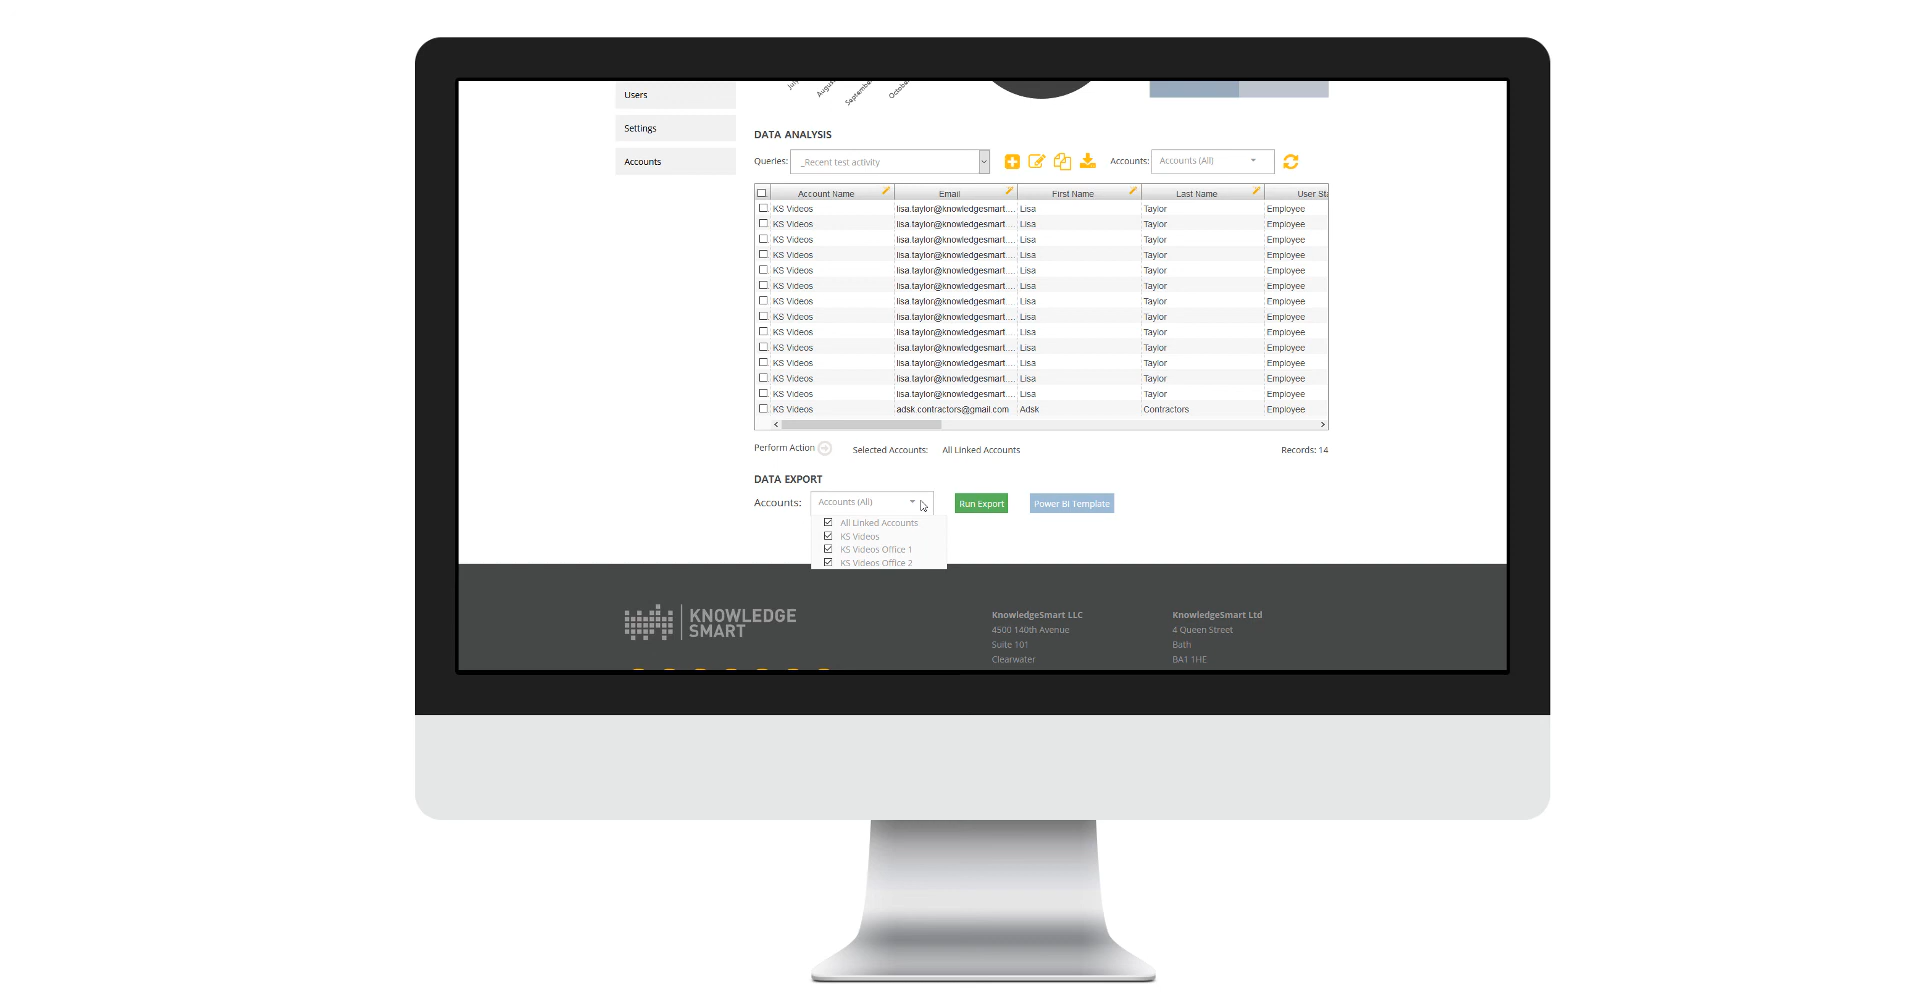 July
August
September
October
Users
Settings
Accounts
DATA ANALYSIS
Queries: _Recent test activity Accounts: Accounts (All)
Account Name Email First Name Last Name User Sta
KS Videos lisa.taylor@knowledgesmart.... Lisa Taylor Employee
KS Videos lisa.taylor@knowledgesmart.... Lisa Taylor Employee
KS Videos lisa.taylor@knowledgesmart.... Lisa Taylor Employee
KS Videos lisa.taylor@knowledgesmart.... Lisa Taylor Employee
KS Videos lisa.taylor@knowledgesmart.... Lisa Taylor Employee
KS Videos lisa.taylor@knowledgesmart.... Lisa Taylor Employee
KS Videos lisa.taylor@knowledgesmart.... Lisa Taylor Employee
KS Videos lisa.taylor@knowledgesmart.... Lisa Taylor Employee
KS Videos lisa.taylor@knowledgesmart.... Lisa Taylor Employee
KS Videos lisa.taylor@knowledgesmart.... Lisa Taylor Employee
KS Videos lisa.taylor@knowledgesmart.... Lisa Taylor Employee
KS Videos lisa.taylor@knowledgesmart.... Lisa Taylor Employee
KS Videos lisa.taylor@knowledgesmart.... Lisa Taylor Employee
KS Videos adsk.contractors@gmail.com Adsk Contractors Employee
Perform Action Selected Accounts: All Linked Accounts Records: 14
DATA EXPORT
Accounts: Accounts (All) Run Export Power BI Template
All Linked Accounts
KS Videos
KS Videos Office 1
KS Videos Office 2
KNOWLEDGE
SMART
KnowledgeSmart LLC
4500 140th Avenue
Suite 101
Clearwater
KnowledgeSmart Ltd
4 Queen Street
Bath
BA1 1HE